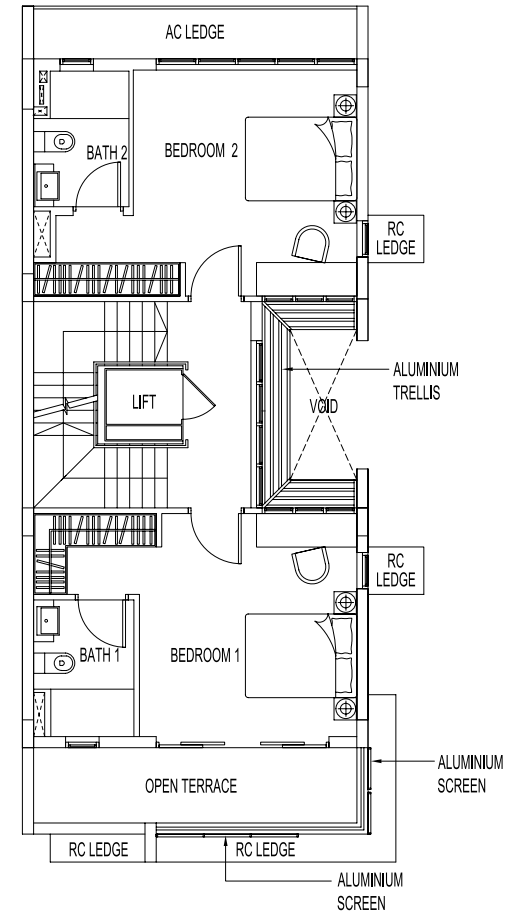 AC LEDGE
BATH 2
BEDROOM 2
RC
LEDGE
LIFT
VOID
ALUMINIUM
TRELLIS
RC
LEDGE
BATH 1
BEDROOM 1
OPEN TERRACE
ALUMINIUM
SCREEN
RC LEDGE
RC LEDGE
ALUMINIUM
SCREEN